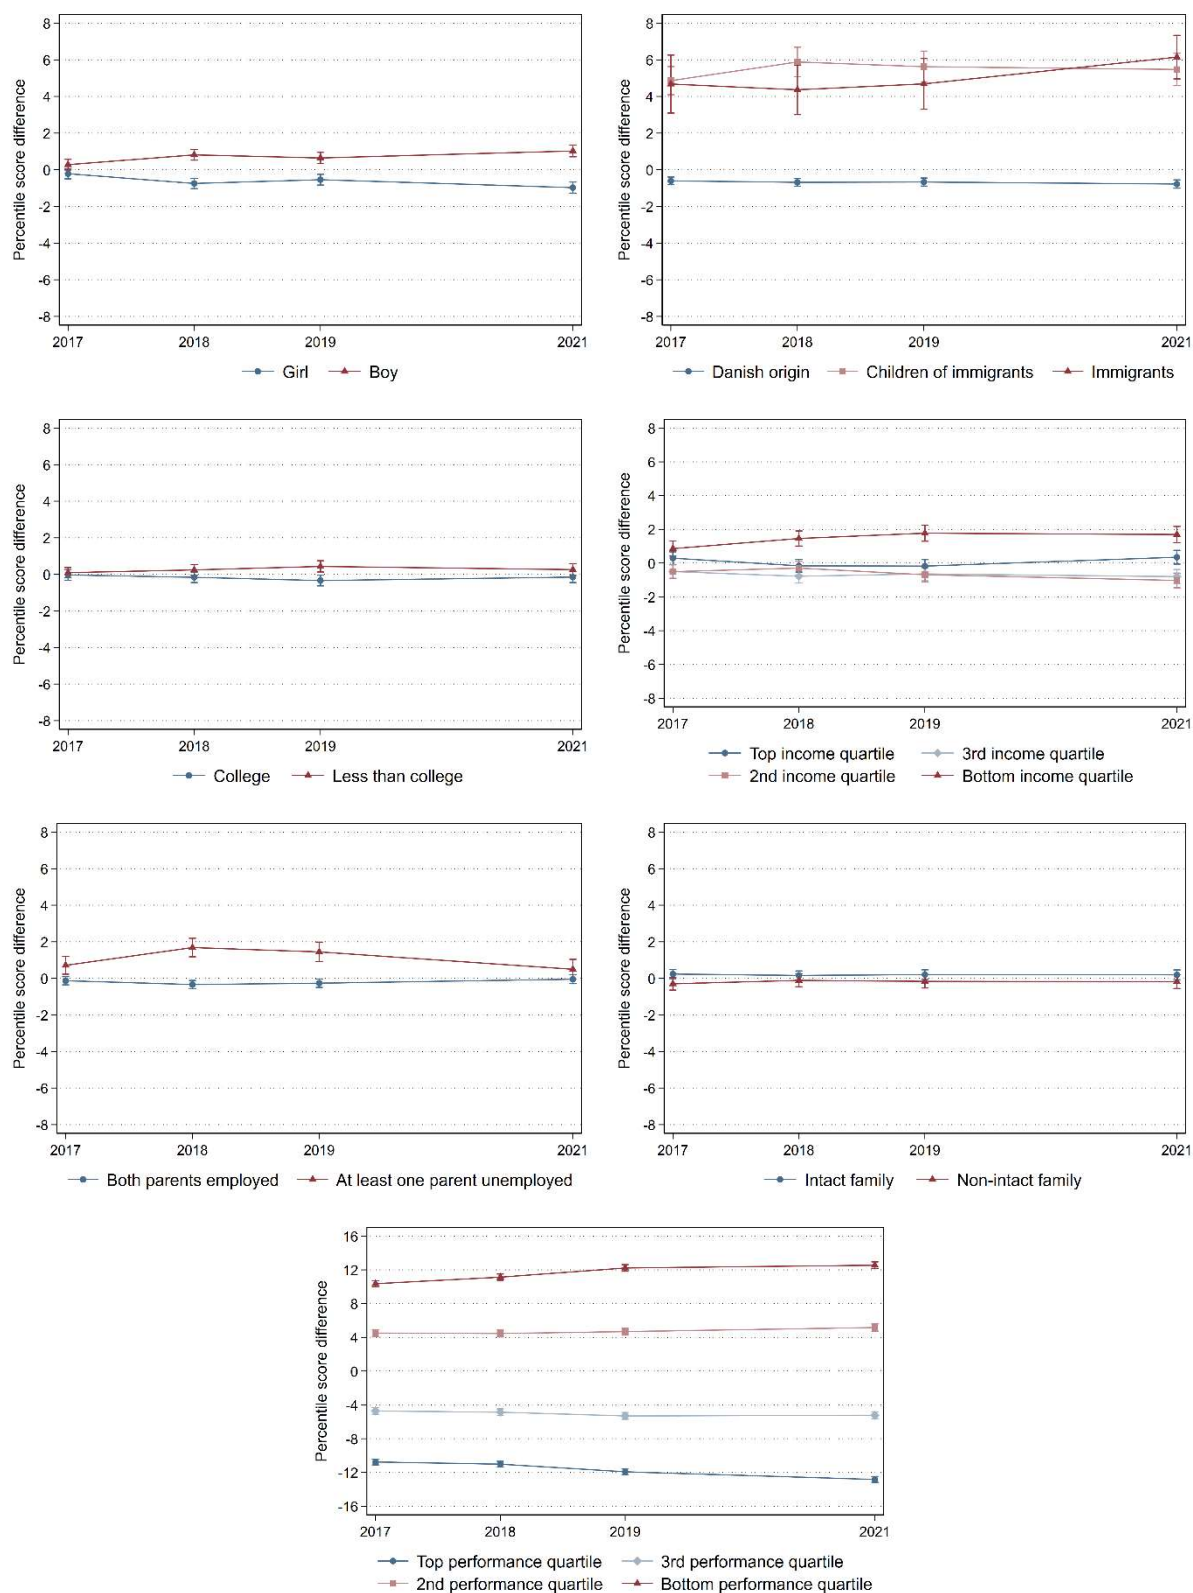 8
6
4
2
0
-2
-4
-6
-8
Percentile score difference
2017 2018 2019 2021
Girl Boy
8
6
4
2
0
-2
-4
-6
-8
Percentile score difference
2017 2018 2019 2021
Danish origin Children of immigrants Immigrants
8
6
4
2
0
-2
-4
-6
-8
Percentile score difference
2017 2018 2019 2021
College Less than college
8
6
4
2
0
-2
-4
-6
-8
Percentile score difference
2017 2018 2019 2021
Top income quartile 3rd income quartile
2nd income quartile Bottom income quartile
8
6
4
2
0
-2
-4
-6
-8
Percentile score difference
2017 2018 2019 2021
Both parents employed At least one parent unemployed
8
6
4
2
0
-2
-4
-6
-8
Percentile score difference
2017 2018 2019 2021
Intact family Non-intact family
16
12
8
4
0
-4
-8
-12
-16
Percentile score difference
2017 2018 2019 2021
Top performance quartile 3rd performance quartile
2nd performance quartile Bottom performance quartile